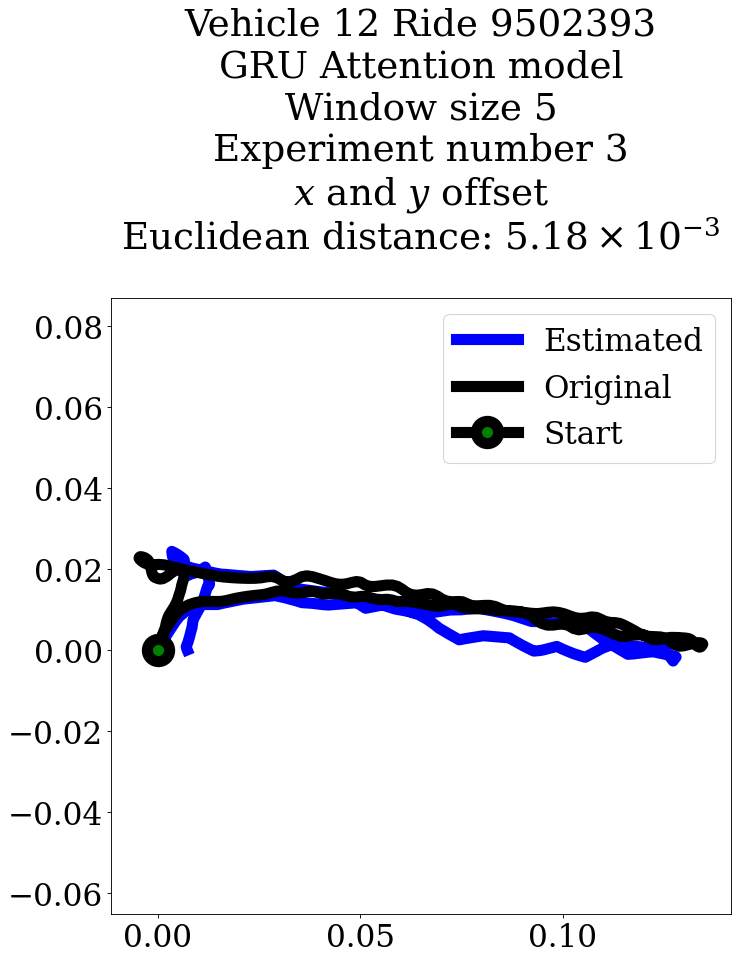 Vehicle 12 Ride 9502393
GRU Attention model
Window size 5
Experiment number 3
x and y offset
Euclidean distance: 5.18 × 10⁻³
Estimated
Original
Start
0.08
0.06
0.04
0.02
0.00
−0.02
−0.04
−0.06
0.00 0.05 0.10